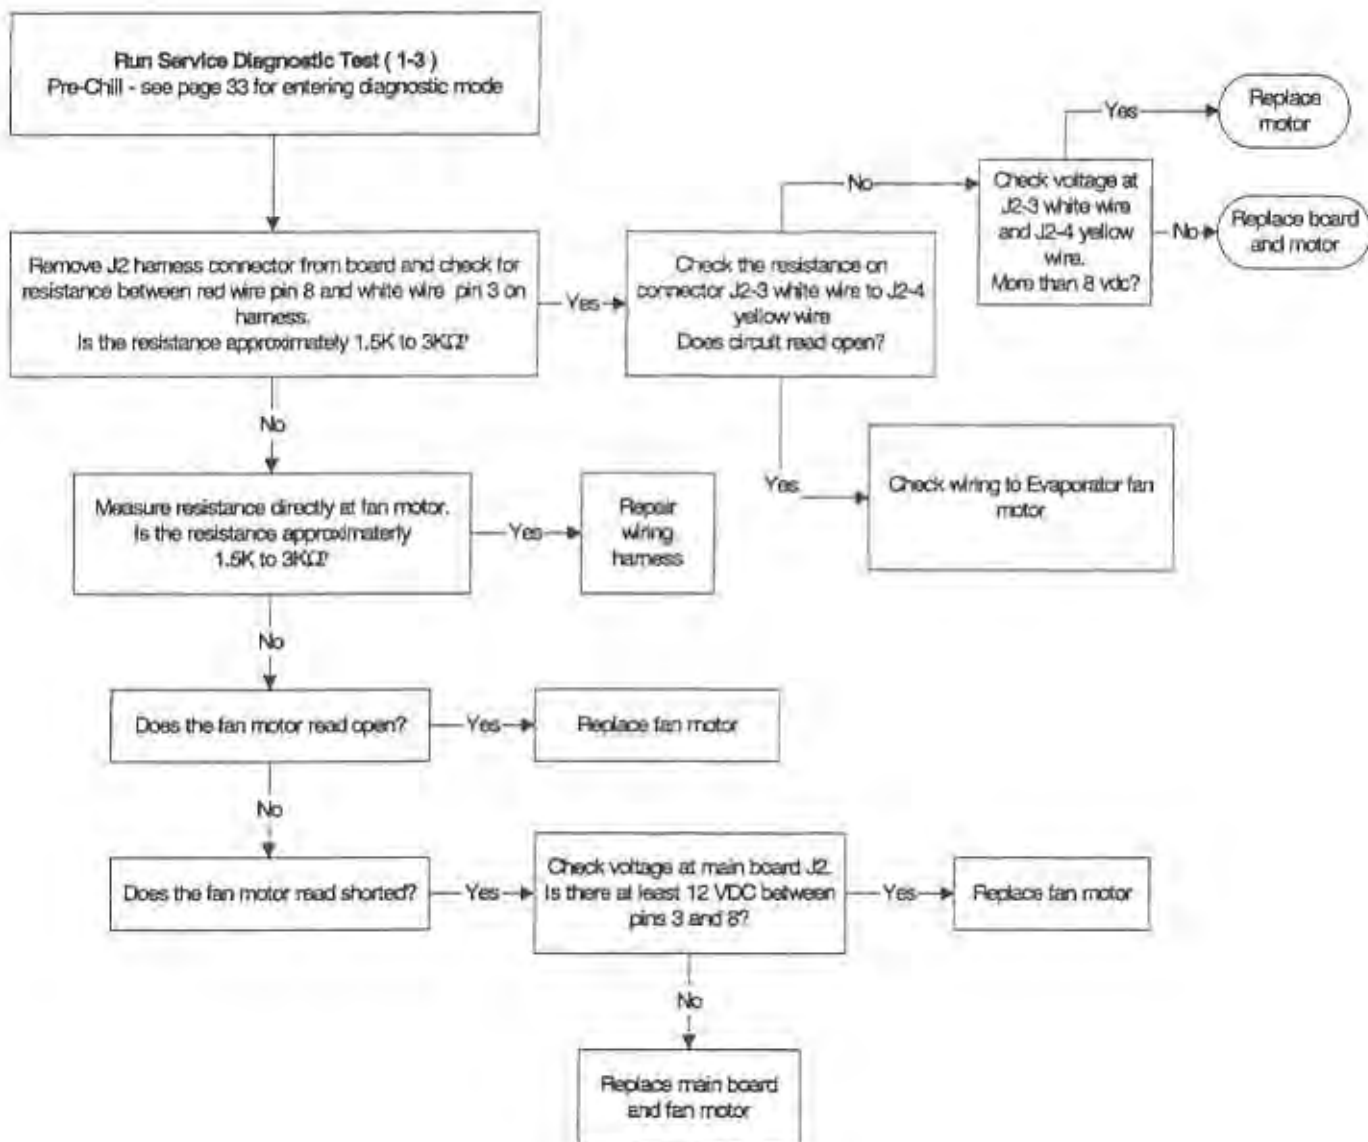 Run Service Diagnostic Test ( 1-3 )
Pre-Chill - see page 33 for entering diagnostic mode
Yes
Replace
motor
No
Check voltage at
J2-3 white wire
and J2-4 yellow
wire.
More than 8 vdc?
No
Replace board
and motor
Remove J2 harness connector from board and check for
resistance between red wire pin 8 and white wire pin 3 on
harness.
Is the resistance approximately 1.5K to 3KΩ?
Yes
Check the resistance on
connector J2-3 white wire to J2-4
yellow wire
Does circuit read open?
No
Yes
Check wiring to Evaporator fan
motor
Measure resistance directly at fan motor.
Is the resistance approximaterly
1.5K to 3KΩ?
Yes
Repair
wiring
harness
No
Does the fan motor read open?
Yes
Replace fan motor
No
Does the fan motor read shorted?
Yes
Check voltage at main board J2.
Is there at least 12 VDC between
pins 3 and 8?
Yes
Replace fan motor
No
Replace main board
and fan motor